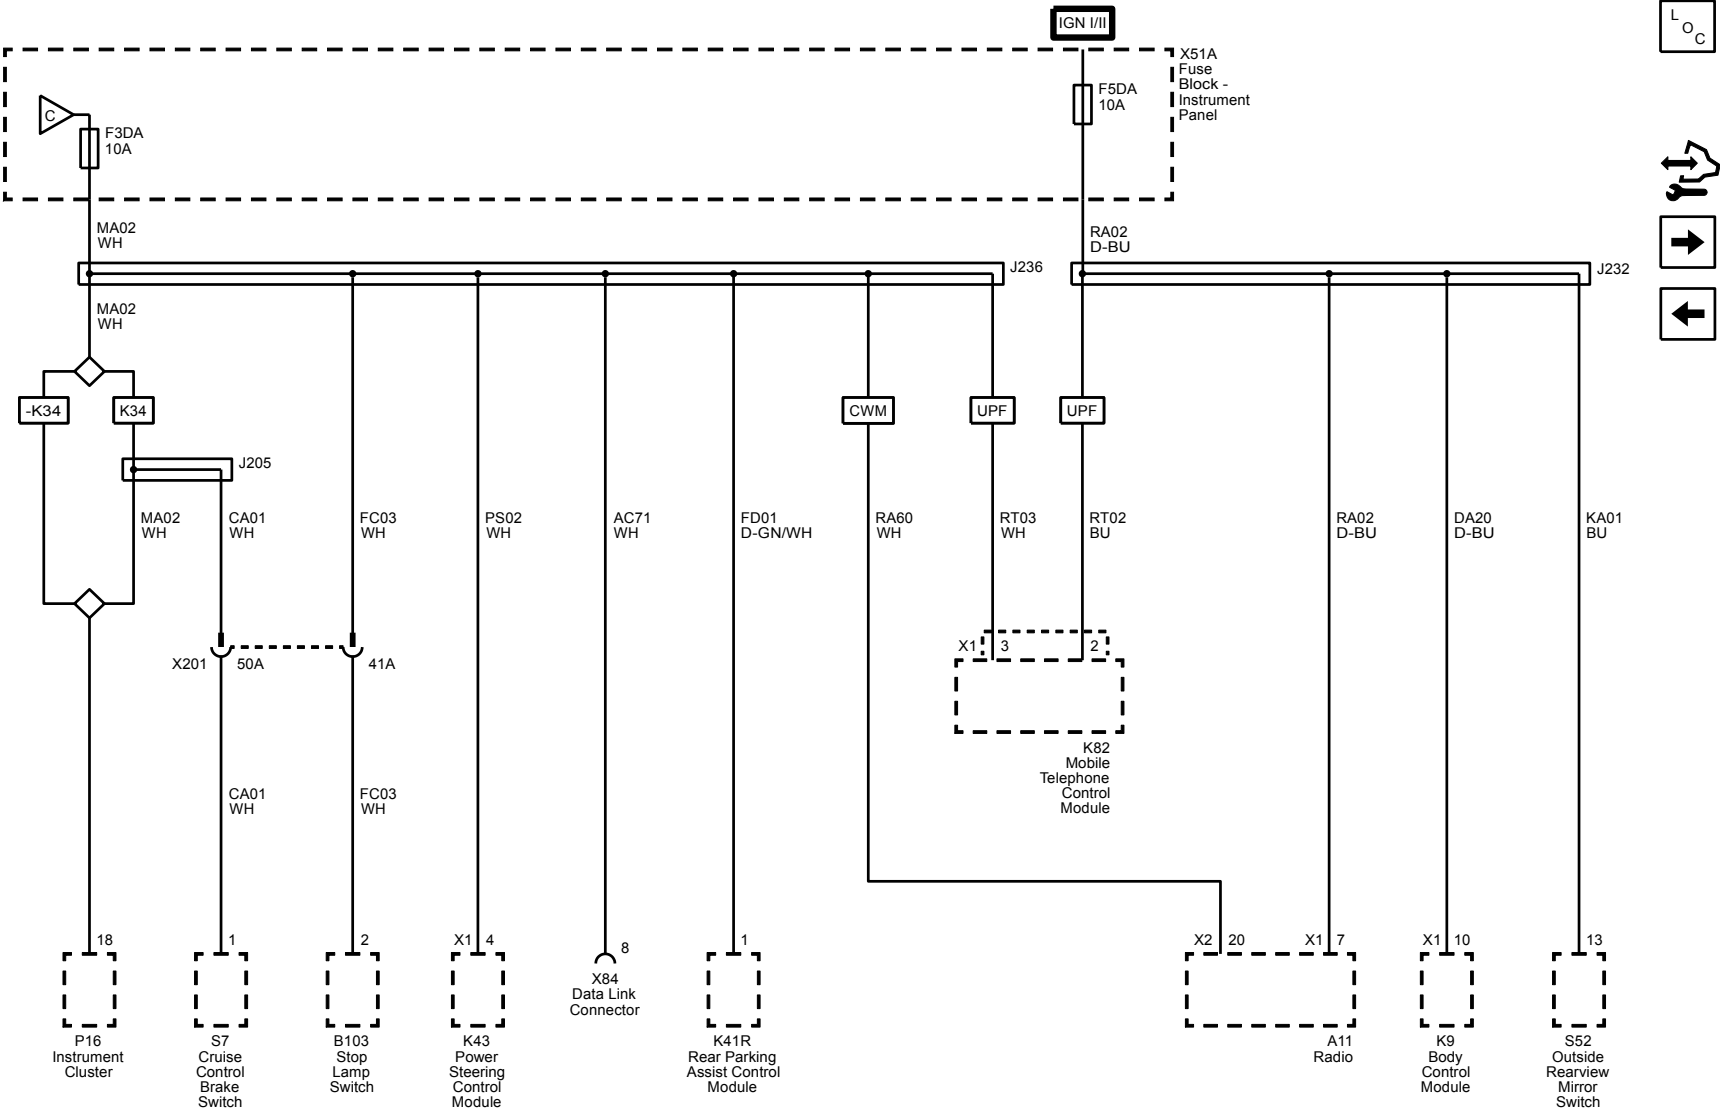 IGN I/II
L
O
C
X51A
Fuse
Block -
Instrument
Panel
C
F3DA
10A
F5DA
10A
MA02
WH
RA02
D-BU
J236
J232
MA02
WH
-K34
K34
CWM
UPF
UPF
J205
MA02
WH
CA01
WH
FC03
WH
PS02
WH
AC71
WH
FD01
D-GN/WH
RA60
WH
RT03
WH
RT02
BU
RA02
D-BU
DA20
D-BU
KA01
BU
X201
50A
41A
X1
3
2
K82
Mobile
Telephone
Control
Module
CA01
WH
FC03
WH
18
P16
Instrument
Cluster
1
S7
Cruise
Control
Brake
Switch
2
B103
Stop
Lamp
Switch
X1
4
K43
Power
Steering
Control
Module
8
X84
Data Link
Connector
1
K41R
Rear Parking
Assist Control
Module
X2
20
X1
7
A11
Radio
X1
10
K9
Body
Control
Module
13
S52
Outside
Rearview
Mirror
Switch